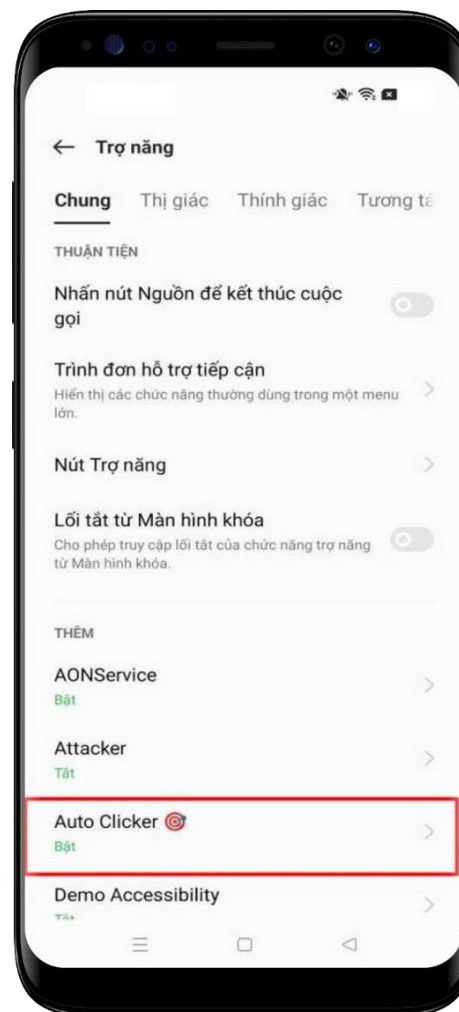 Trợ năng
Chung Thị giác Thính giác Tương tá
THUẬN TIỆN
Nhấn nút Nguồn để kết thúc cuộc
gọi
Trình đơn hỗ trợ tiếp cận
Hiển thị các chức năng thường dùng trong một menu
lớn.
Nút Trợ năng
Lối tắt từ Màn hình khóa
Cho phép truy cập lối tắt của chức năng trợ năng
từ Màn hình khóa.
THÊM
AONService
Bật
Attacker
Tắt
Auto Clicker 🎯
Bật
Demo Accessibility
Tắt